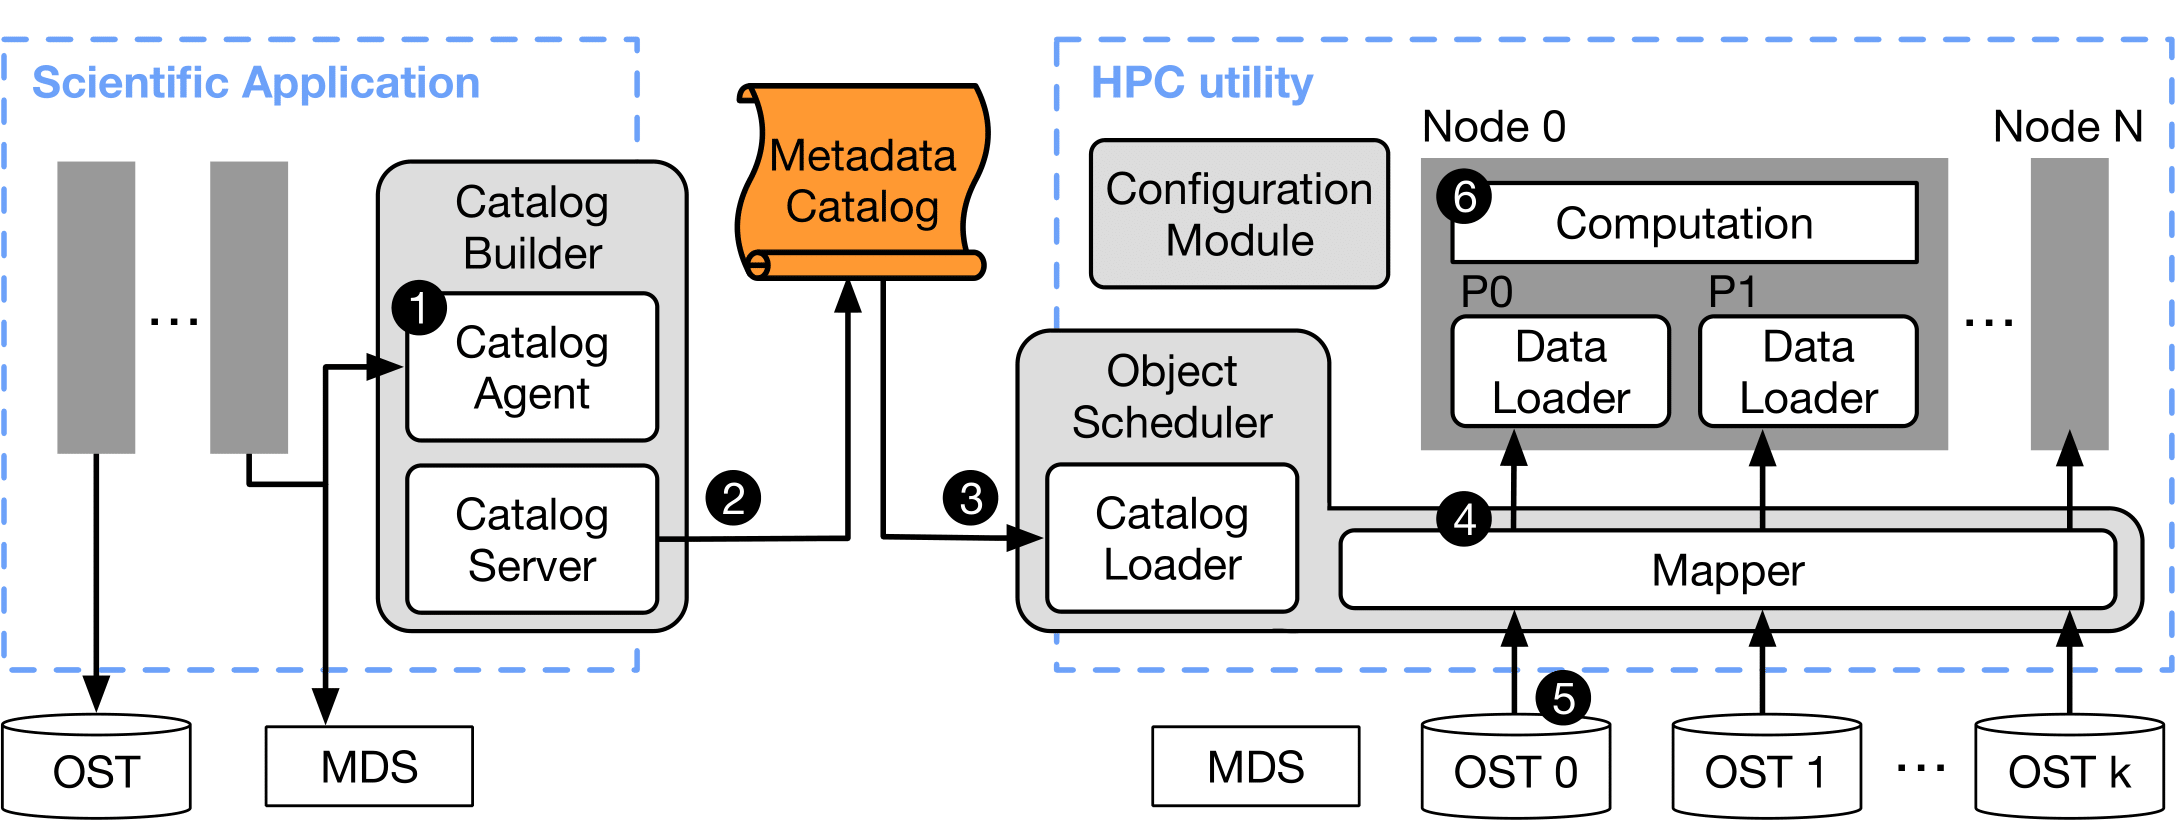 Scientific Application
...
Catalog
Builder
1
Catalog
Agent
Catalog
Server
2
OST
MDS
Metadata
Catalog
3
HPC utility
Configuration
Module
Object
Scheduler
Catalog
Loader
Node 0
6
Computation
P0
Data
Loader
P1
Data
Loader
...
Node N
4
Mapper
5
MDS
OST 0
OST 1
...
OST k